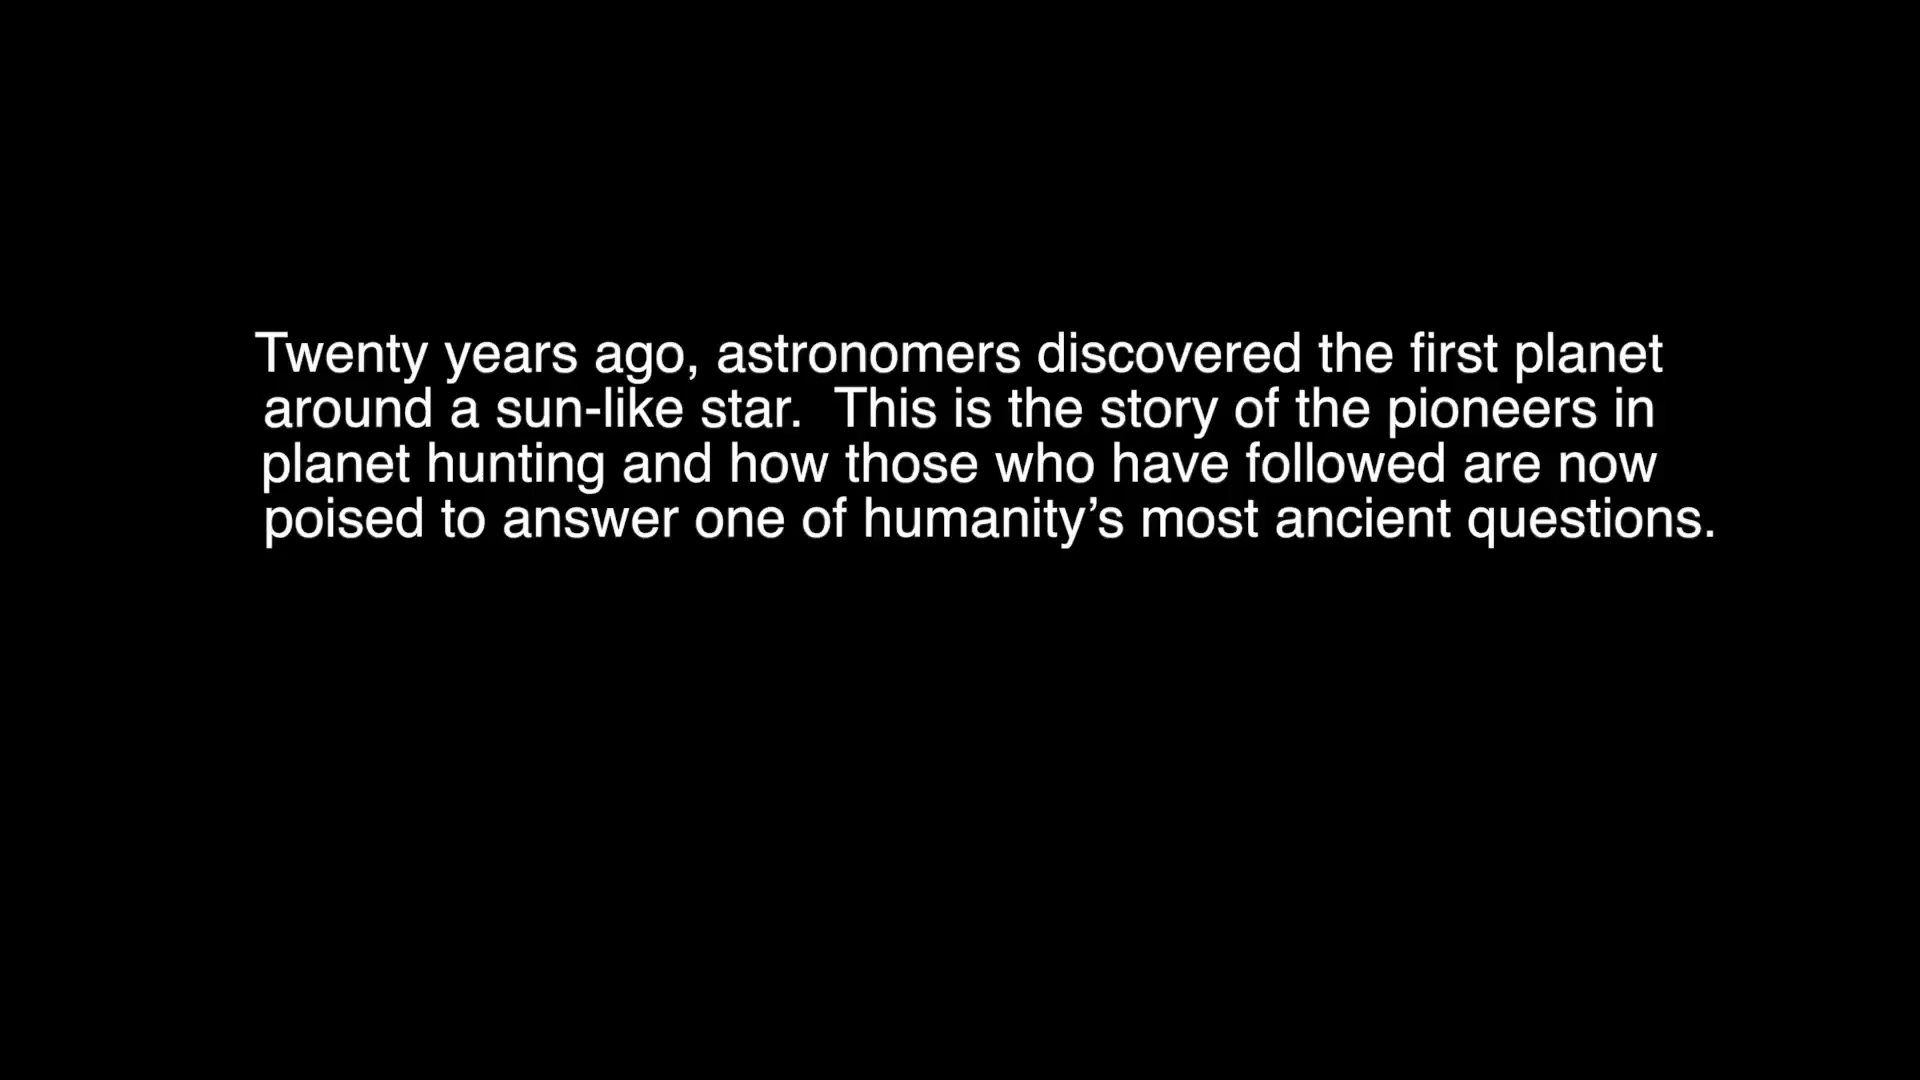 Twenty years ago, astronomers discovered the first planet
around a sun-like star.  This is the story of the pioneers in
planet hunting and how those who have followed are now
poised to answer one of humanity’s most ancient questions.